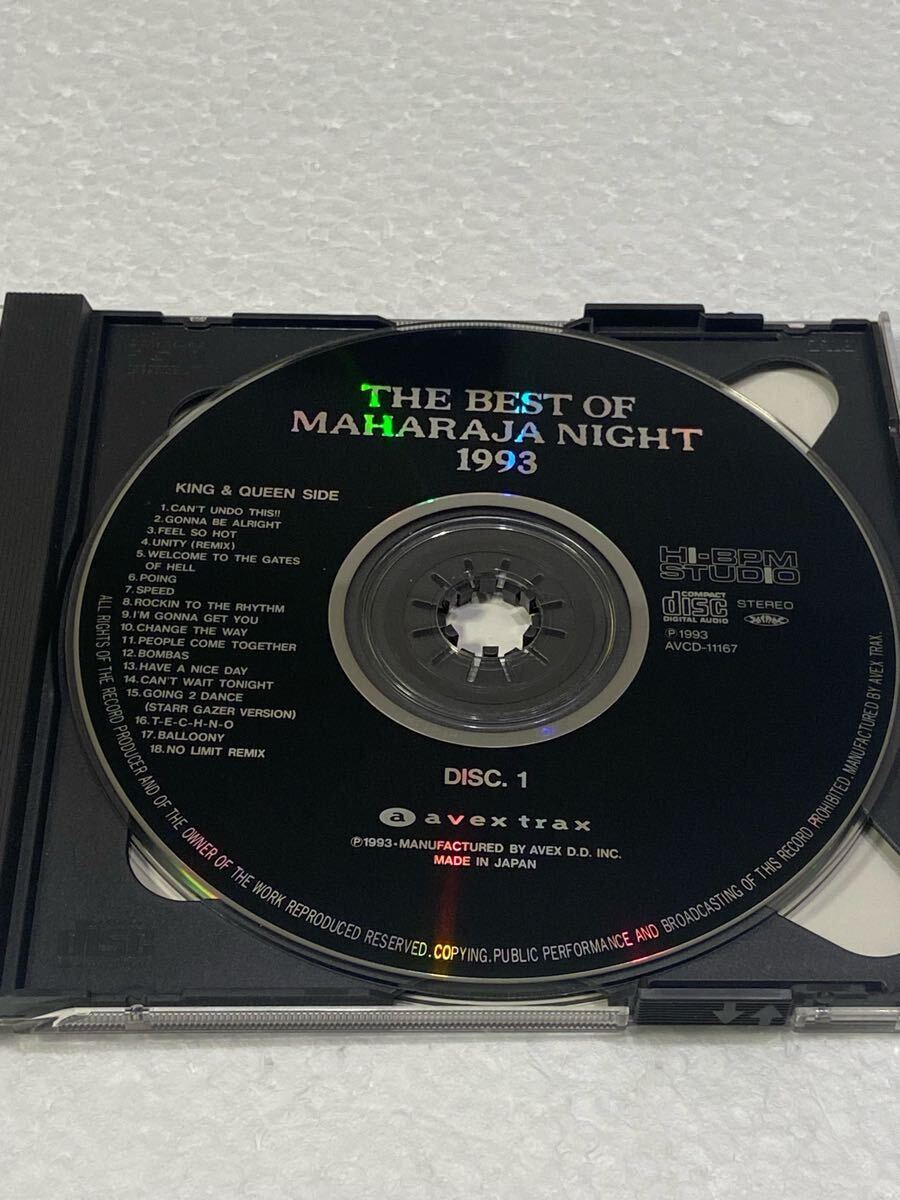 THE BEST OF
MAHARAJA NIGHT
1993
KING & QUEEN SIDE
1.CAN'T UNDO THIS!!
2.GONNA BE ALRIGHT
3.FEEL SO HOT
4.UNITY (REMIX)
5.WELCOME TO THE GATES
OF HELL
6.POING
7.SPEED
8.ROCKIN TO THE RHYTHM
9.I'M GONNA GET YOU
10.CHANGE THE WAY
11.PEOPLE COME TOGETHER
12.BOMBAS
13.HAVE A NICE DAY
14.CAN'T WAIT TONIGHT
15.GOING 2 DANCE
(STARR GAZER VERSION)
16.T-E-C-H-N-O
17.BALLOONY
18.NO LIMIT REMIX
HI-BPM
STUDIO
COMPACT
disc
DIGITAL AUDIO
STEREO
℗1993
AVCD-11167
DISC. 1
a avex trax
℗1993·MANUFACTURED BY AVEX D.D. INC.
MADE IN JAPAN
ALL RIGHTS OF THE RECORD PRODUCER AND OF THE OWNER OF THE WORK REPRODUCED RESERVED.COPYING.PUBLIC PERFORMANCE AND BROADCASTING OF THIS RECORD PROHIBITED.MANUFACTURED BY AVEX TRAX.